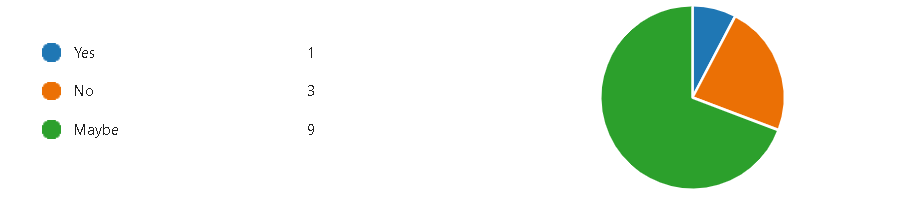 Yes 1
No 3
Maybe 9